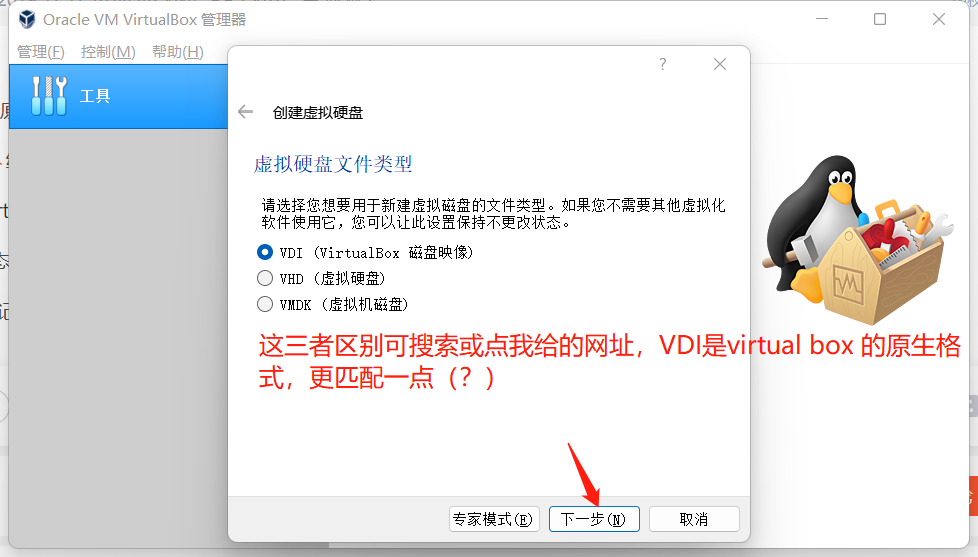 Oracle VM VirtualBox 管理器
管理(F) 控制(M) 帮助(H)
?
工具
创建虚拟硬盘
虚拟硬盘文件类型
请选择您想要用于新建虚拟磁盘的文件类型。如果您不需要其他虚拟化
软件使用它，您可以让此设置保持不更改状态。
VDI (VirtualBox 磁盘映像)
VHD (虚拟硬盘)
VMDK (虚拟机磁盘)
这三者区别可搜索或点我给的网址，VDI是virtual box 的原生格
式，更匹配一点（？）
专家模式(E) 下一步(N) 取消